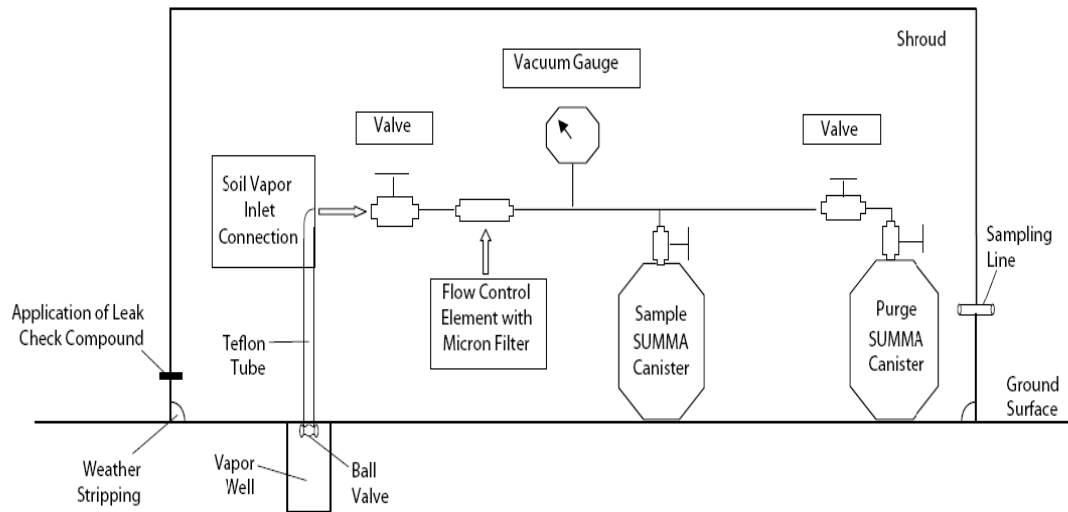 Shroud
Vacuum Gauge
Valve
Valve
Soil Vapor
Inlet
Connection
Sampling
Line
Flow Control
Element with
Micron Filter
Sample
SUMMA
Canister
Purge
SUMMA
Canister
Application of Leak
Check Compound
Teflon
Tube
Ground
Surface
Weather
Stripping
Vapor
Well
Ball
Valve